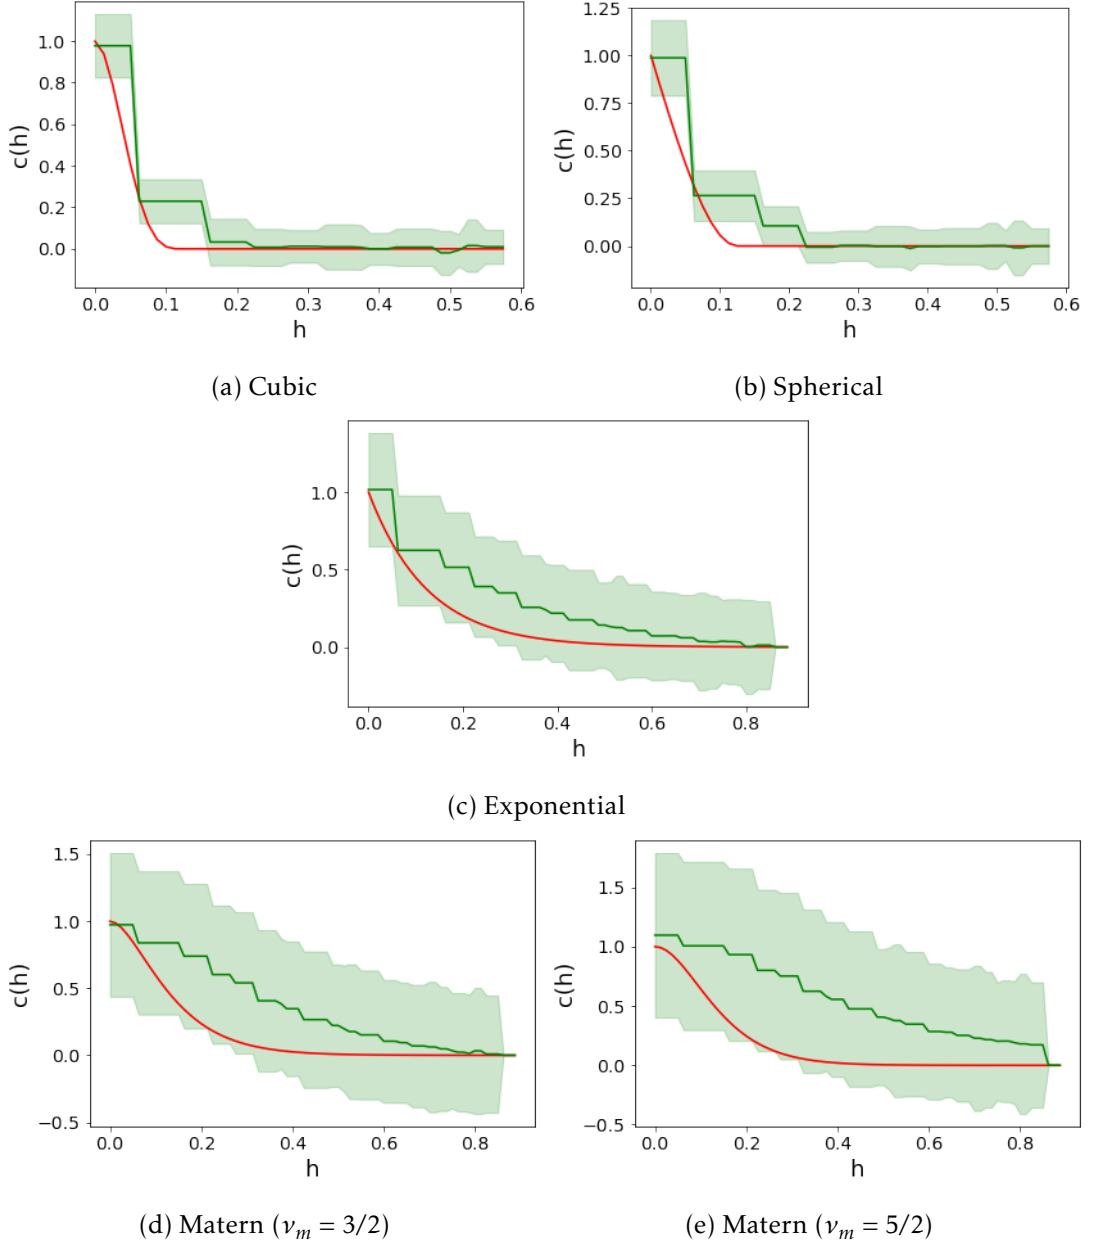 1.0
0.8
0.6
0.4
0.2
0.0
c(h)
0.0 0.1 0.2 0.3 0.4 0.5 0.6
h
(a) Cubic
1.25
1.00
0.75
0.50
0.25
0.00
c(h)
0.0 0.1 0.2 0.3 0.4 0.5 0.6
h
(b) Spherical
1.0
0.5
0.0
c(h)
0.0 0.2 0.4 0.6 0.8
h
(c) Exponential
1.5
1.0
0.5
0.0
−0.5
c(h)
0.0 0.2 0.4 0.6 0.8
h
(d) Matern (νₘ = 3/2)
1.5
1.0
0.5
0.0
−0.5
c(h)
0.0 0.2 0.4 0.6 0.8
h
(e) Matern (νₘ = 5/2)